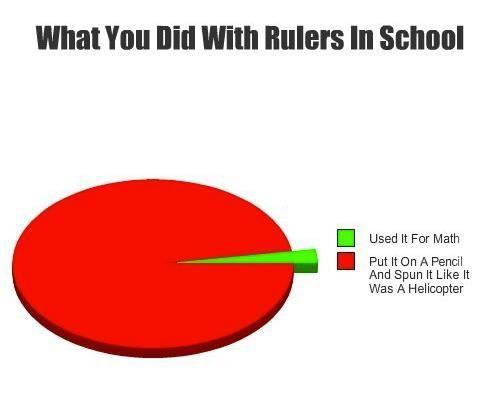 What You Did With Rulers In School
Used It For Math
Put It On A Pencil
And Spun It Like It
Was A Helicopter